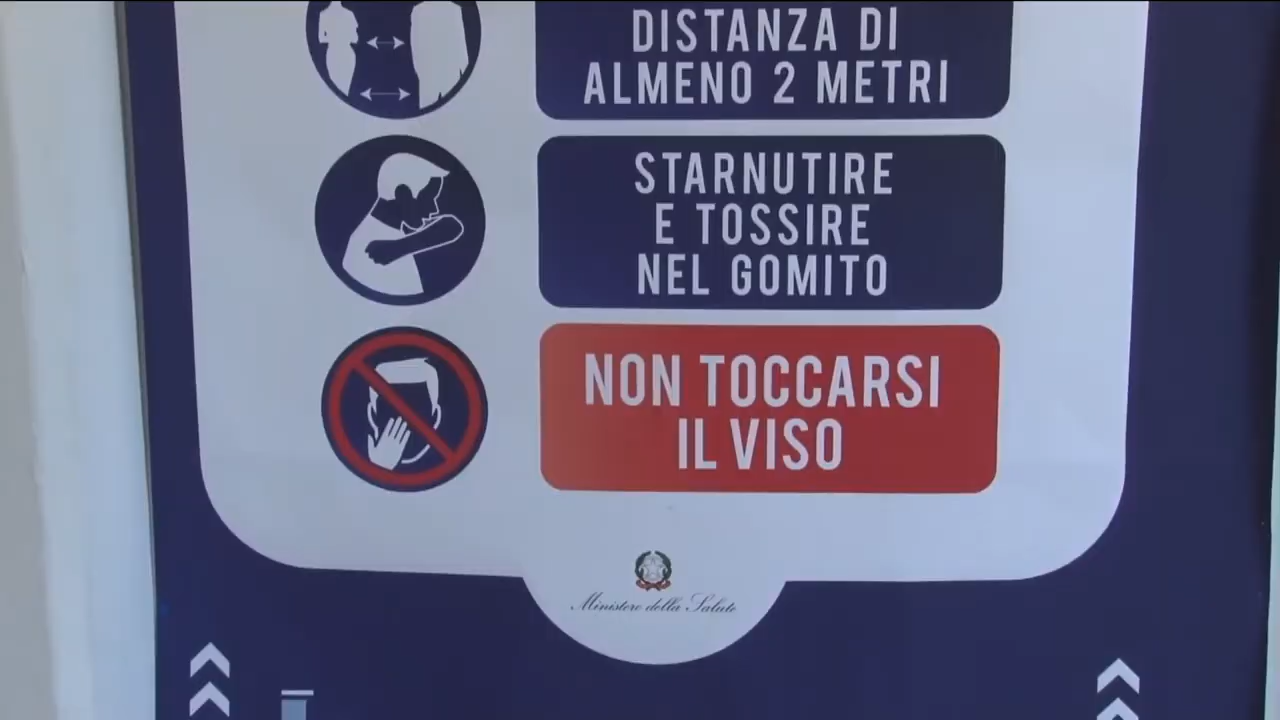 DISTANZA DI
ALMENO 2 METRI
STARNUTIRE
E TOSSIRE
NEL GOMITO
NON TOCCARSI
IL VISO
Ministero della Salute